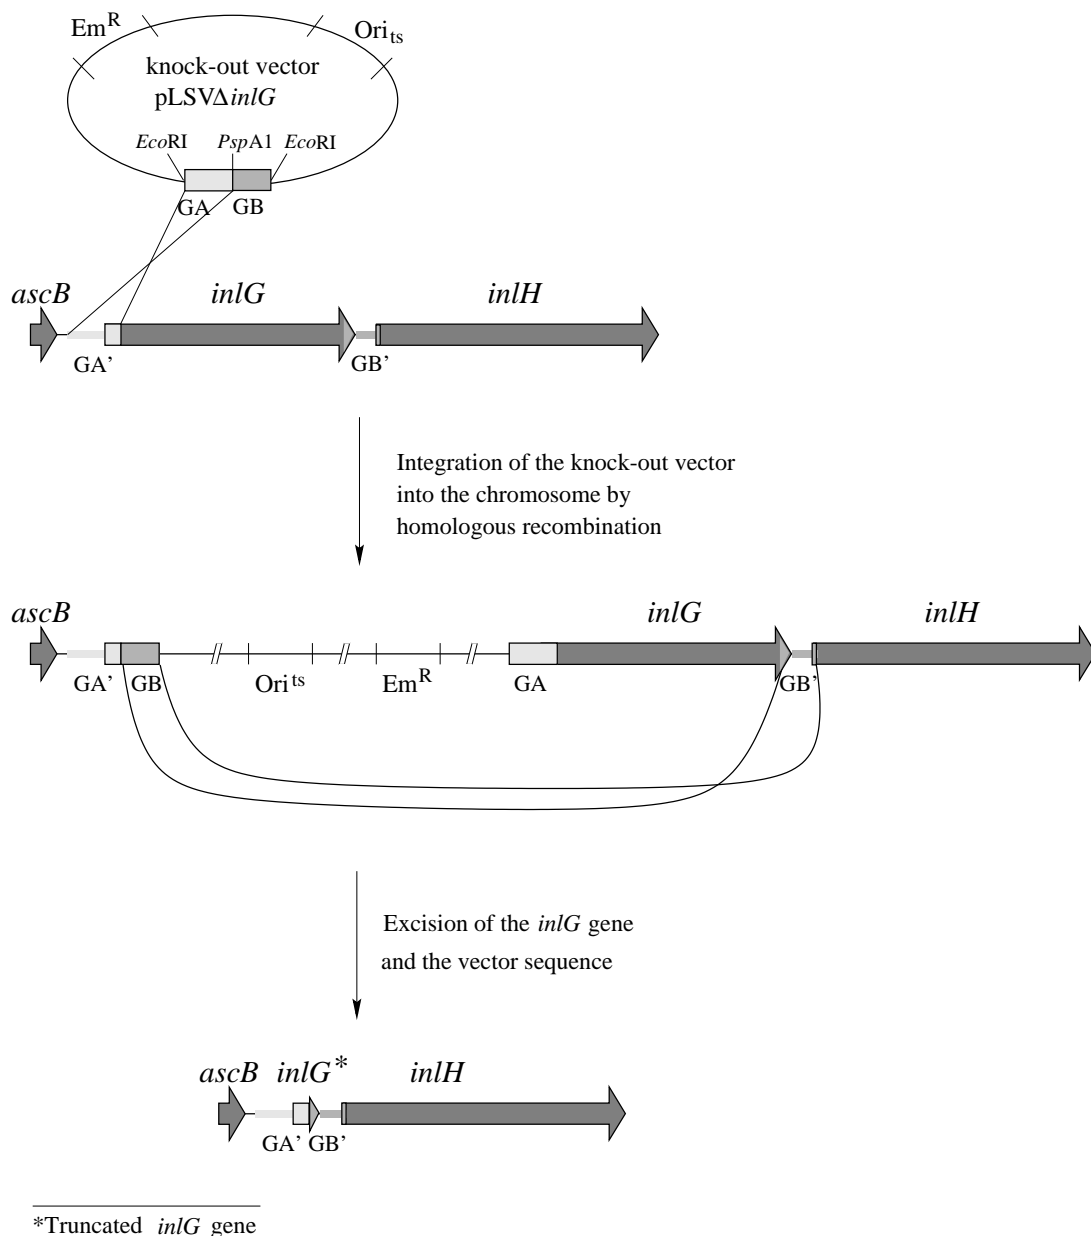 Em^R Ori_ts
knock-out vector
pLSVΔinlG
EcoRI PspA1 EcoRI
GA GB
ascB inlG inlH
GA’ GB’
Integration of the knock-out vector
into the chromosome by
homologous recombination
ascB inlG inlH
GA’ GB Ori^ts Em^R GA GB’
Excision of the inlG gene
and the vector sequence
ascB inlG* inlH
GA’ GB’
*Truncated inlG gene